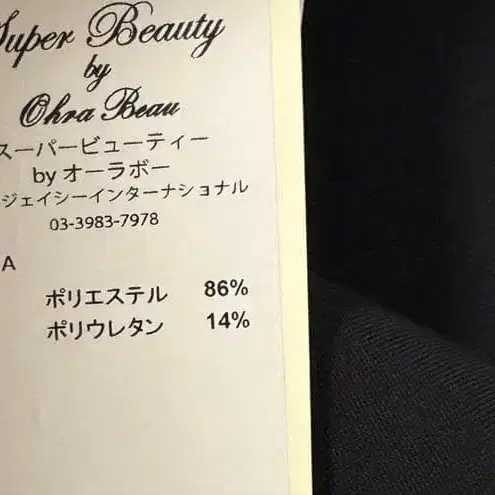 Super Beauty
by
Ohra Beau
スーパービューティー
by オーラボー
ジェイシーインターナショナル
03-3983-7978
A
ポリエステル 86%
ポリウレタン 14%